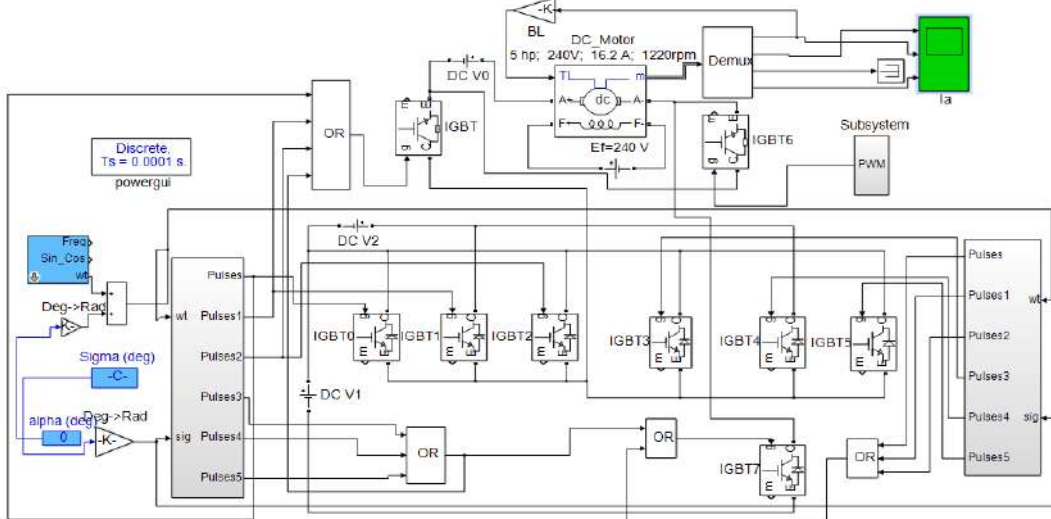 -K-
BL
DC_Motor
5 hp; 240V; 16.2 A; 1220rpm
DC V0
TL
m
A+
dc
A-
F+
F-
Ef=240 V
Demux
Ia
OR
IGBT
g
m
E
C
IGBT6
g
m
E
C
Subsystem
PWM
Discrete,
Ts = 0.0001 s.
powergui
Freq
Sin_Cos
wt
Deg->Rad
K-
Sigma (deg)
-C-
alpha (deg)
0
Deg->Rad
-K-
wt
sig
Pulses
Pulses1
Pulses2
Pulses3
Pulses4
Pulses5
DC V2
DC V1
IGBT0
g
C
m
E
IGBT1
g
C
m
E
IGBT2
g
C
m
E
IGBT3
g
C
m
E
IGBT4
g
C
m
E
IGBT5
g
C
m
E
OR
OR
IGBT7
g
C
m
E
OR
Pulses
Pulses1
Pulses2
Pulses3
Pulses4
Pulses5
wt
sig